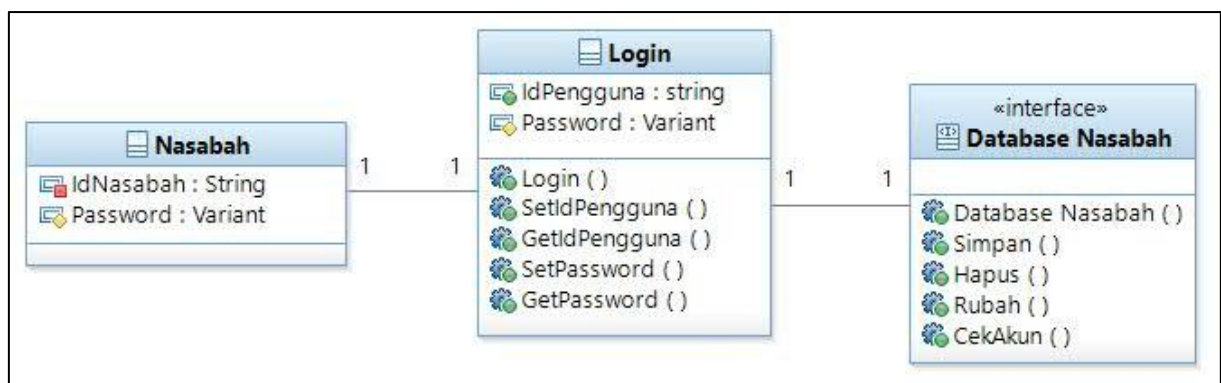 Nasabah
IdNasabah : String
Password : Variant
1
1
Login
IdPengguna : string
Password : Variant
Login ( )
SetIdPengguna ( )
GetIdPengguna ( )
SetPassword ( )
GetPassword ( )
1
1
«interface»
Database Nasabah
Database Nasabah ( )
Simpan ( )
Hapus ( )
Rubah ( )
CekAkun ( )